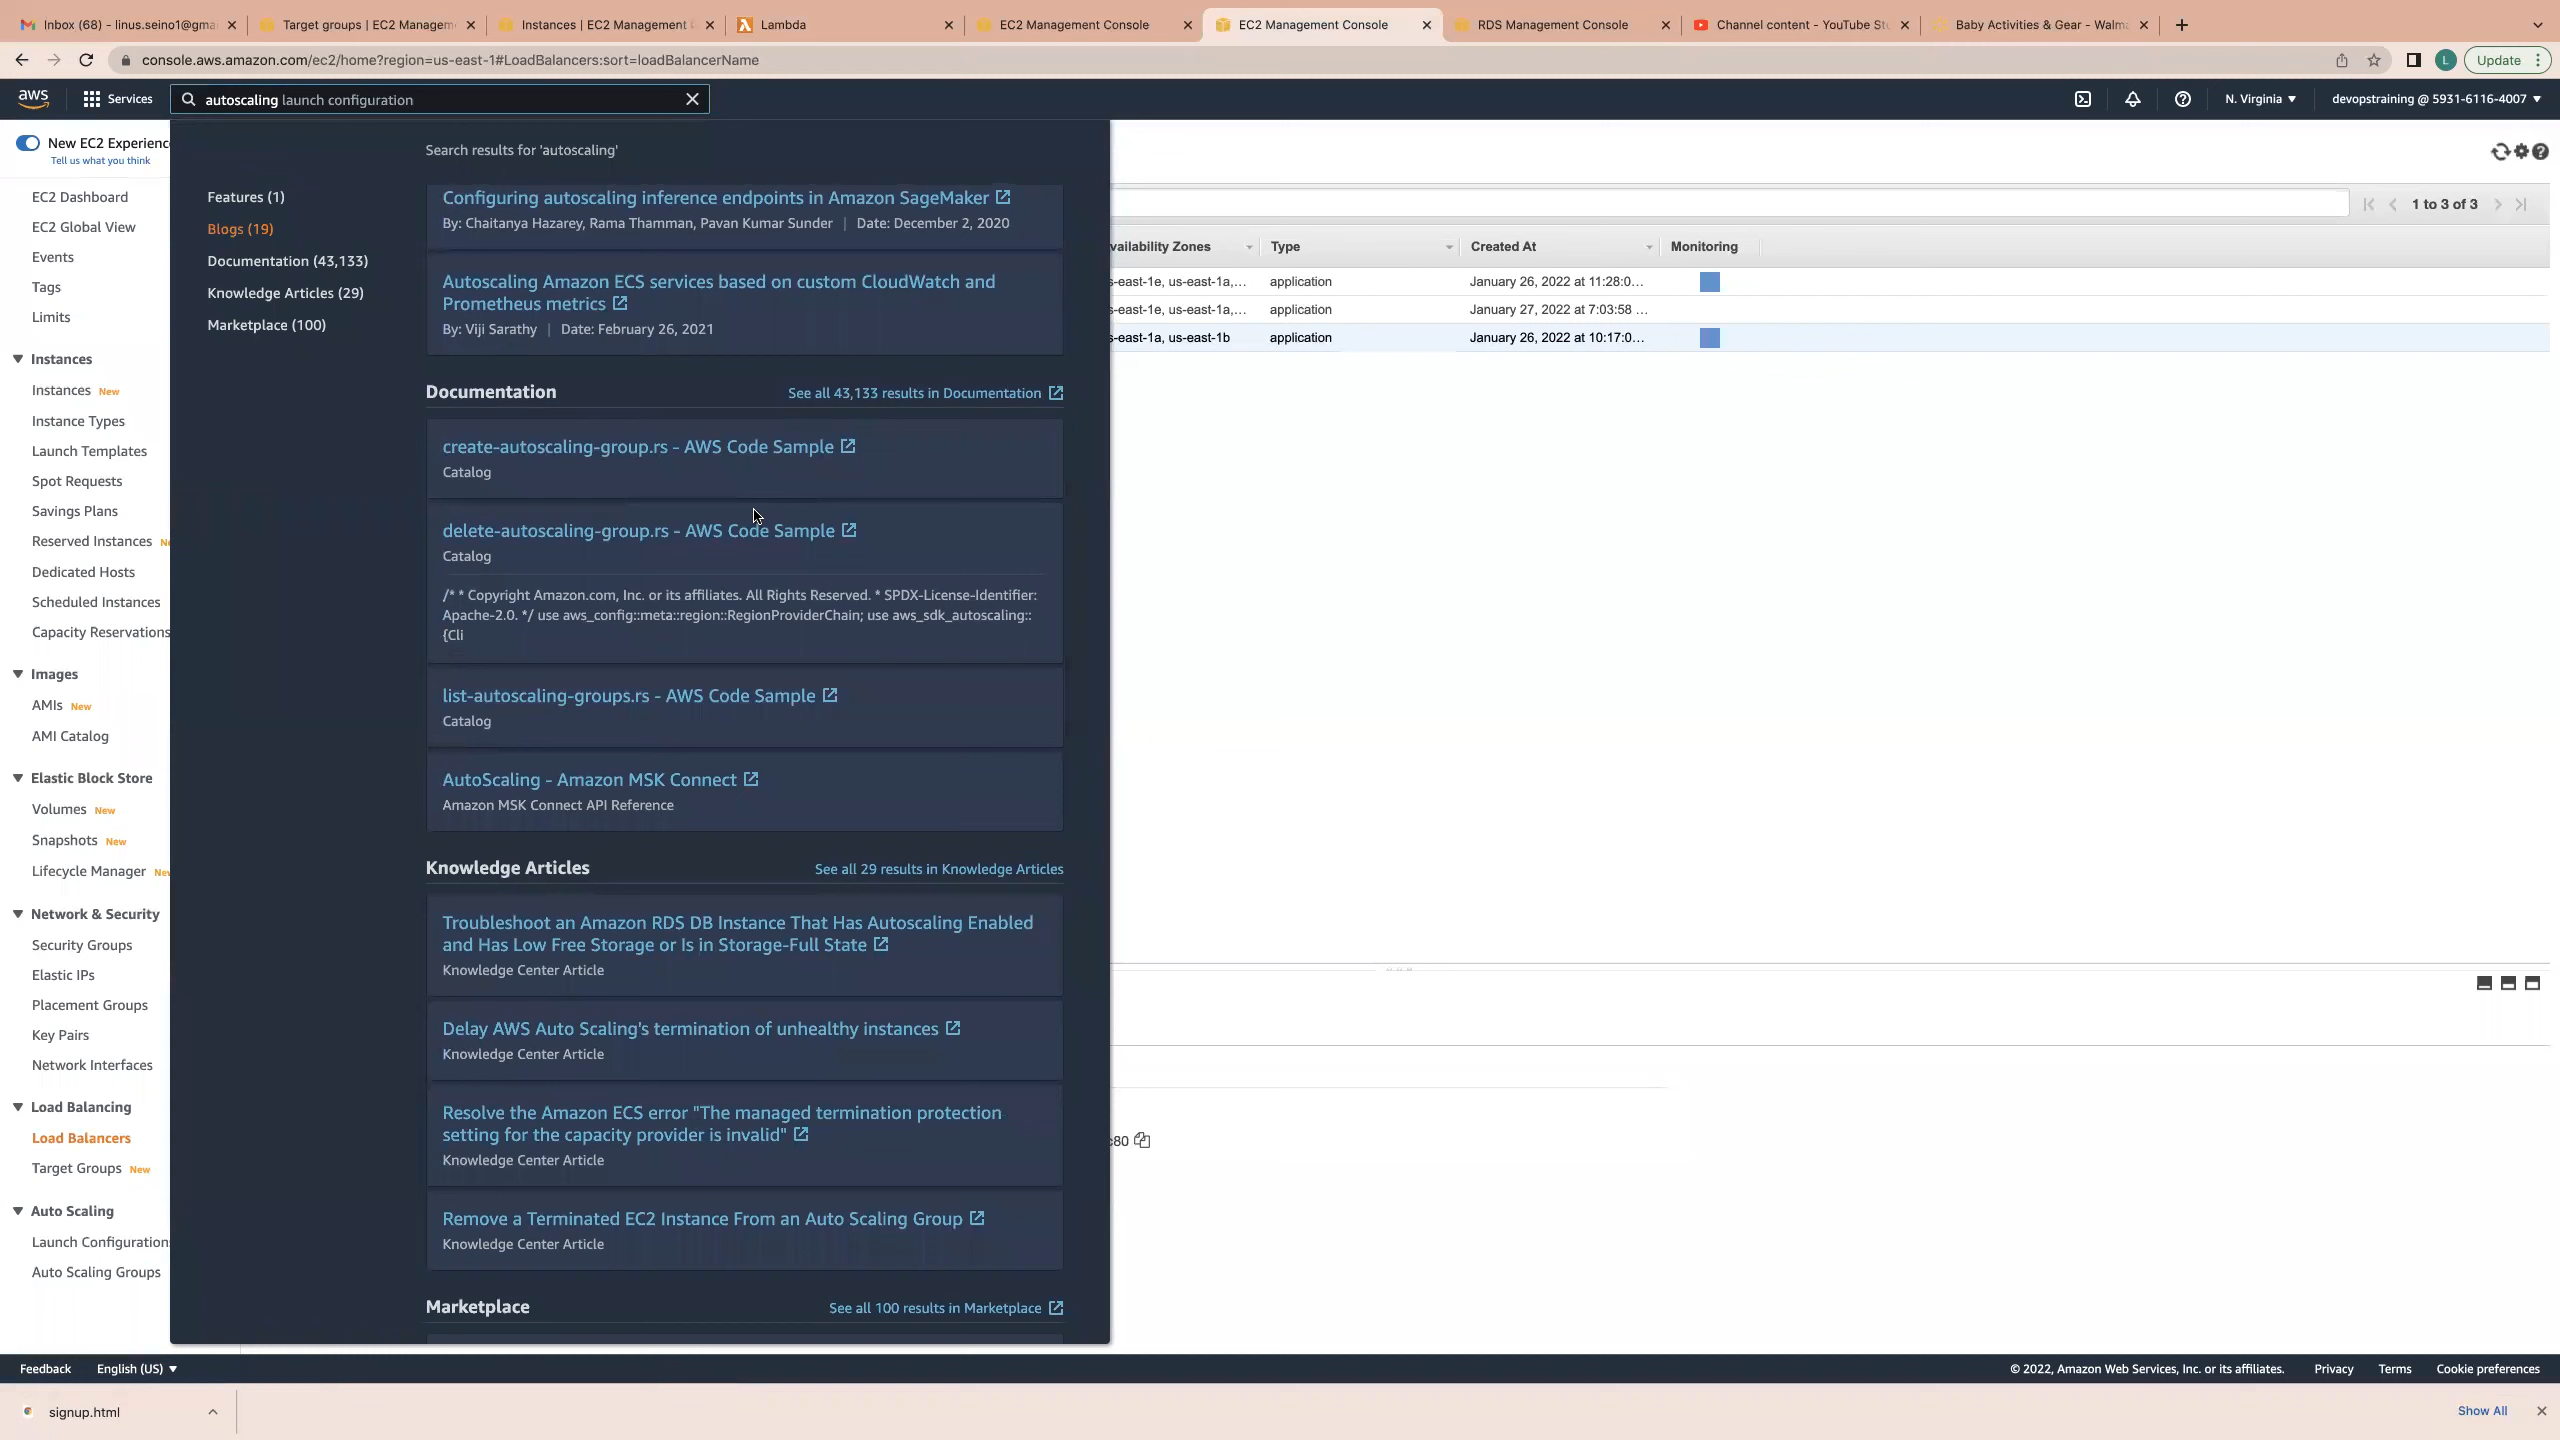 Inbox (68) - linus.seino1@gma
Target groups | EC2 Managem
Instances | EC2 Management
Lambda
EC2 Management Console
EC2 Management Console
RDS Management Console
Channel content - YouTube Stu
Baby Activities & Gear - Walma
console.aws.amazon.com/ec2/home?region=us-east-1#LoadBalancers:sort=loadBalancerName
L
Update
aws
Services
autoscaling launch configuration
N. Virginia
devopstraining @ 5931-6116-4007
New EC2 Experience
Tell us what you think
EC2 Dashboard
EC2 Global View
Events
Tags
Limits
Instances
Instances New
Instance Types
Launch Templates
Spot Requests
Savings Plans
Reserved Instances Ne
Dedicated Hosts
Scheduled Instances
Capacity Reservations
Images
AMIs New
AMI Catalog
Elastic Block Store
Volumes New
Snapshots New
Lifecycle Manager New
Network & Security
Security Groups
Elastic IPs
Placement Groups
Key Pairs
Network Interfaces
Load Balancing
Load Balancers
Target Groups New
Auto Scaling
Launch Configurations
Auto Scaling Groups
Search results for 'autoscaling'
Features (1)
Blogs (19)
Documentation (43,133)
Knowledge Articles (29)
Marketplace (100)
Configuring autoscaling inference endpoints in Amazon SageMaker
By: Chaitanya Hazarey, Rama Thamman, Pavan Kumar Sunder | Date: December 2, 2020
Autoscaling Amazon ECS services based on custom CloudWatch and
Prometheus metrics
By: Viji Sarathy | Date: February 26, 2021
Documentation
See all 43,133 results in Documentation
create-autoscaling-group.rs - AWS Code Sample
Catalog
delete-autoscaling-group.rs - AWS Code Sample
Catalog
/* * Copyright Amazon.com, Inc. or its affiliates. All Rights Reserved. * SPDX-License-Identifier:
Apache-2.0. */ use aws_config::meta::region::RegionProviderChain; use aws_sdk_autoscaling::
{Cli
list-autoscaling-groups.rs - AWS Code Sample
Catalog
AutoScaling - Amazon MSK Connect
Amazon MSK Connect API Reference
Knowledge Articles
See all 29 results in Knowledge Articles
Troubleshoot an Amazon RDS DB Instance That Has Autoscaling Enabled
and Has Low Free Storage or Is in Storage-Full State
Knowledge Center Article
Delay AWS Auto Scaling's termination of unhealthy instances
Knowledge Center Article
Resolve the Amazon ECS error "The managed termination protection
setting for the capacity provider is invalid"
Knowledge Center Article
Remove a Terminated EC2 Instance From an Auto Scaling Group
Knowledge Center Article
Marketplace
See all 100 results in Marketplace
1 to 3 of 3
vailability Zones
Type
Created At
Monitoring
s-east-1e, us-east-1a,...
application
January 26, 2022 at 11:28:0...
s-east-1e, us-east-1a,...
application
January 27, 2022 at 7:03:58 ...
s-east-1a, us-east-1b
application
January 26, 2022 at 10:17:0...
c80
Feedback
English (US)
© 2022, Amazon Web Services, Inc. or its affiliates.
Privacy
Terms
Cookie preferences
signup.html
Show All